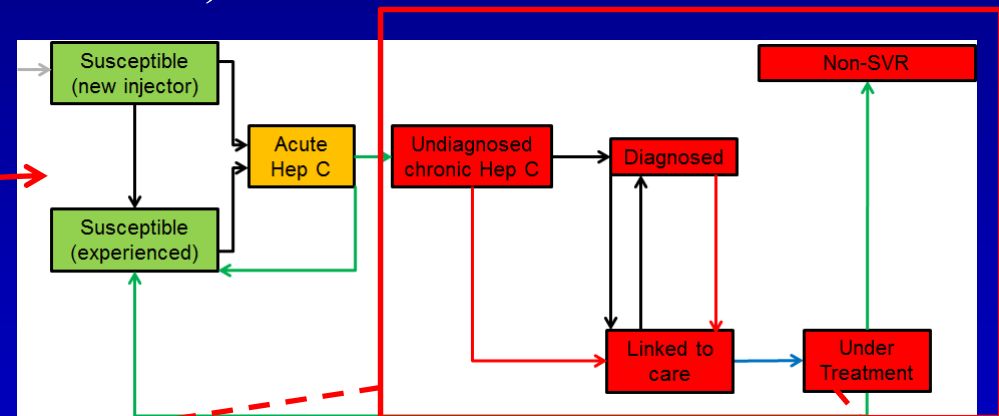 Susceptible
(new injector)
Non-SVR
Acute
Hep C
Undiagnosed
chronic Hep C
Diagnosed
Susceptible
(experienced)
Linked to
care
Under
Treatment